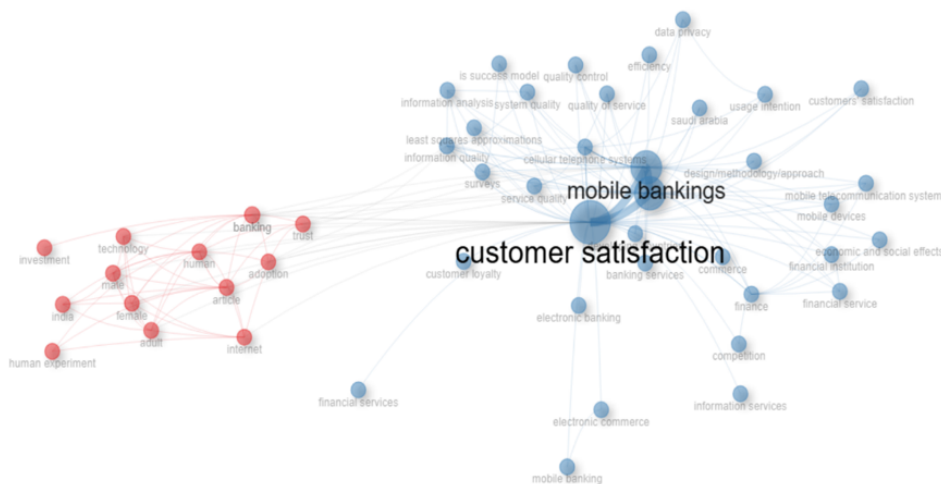 data privacy
efficiency
is success model
quality control
information analysis
system quality
quality of service
usage intention
customers' satisfaction
saudi arabia
least squares approximations
information quality
cellular telephone systems
design/methodology/approach
surveys
service quality
mobile bankings
mobile telecommunication system
mobile devices
banking
trust
technology
investment
human
customer satisfaction
economic and social effects
adoption
customer loyalty
banking services
commerce
financial institution
male
article
financial service
india
female
finance
electronic banking
adult
internet
human experiment
competition
financial services
information services
electronic commerce
mobile banking